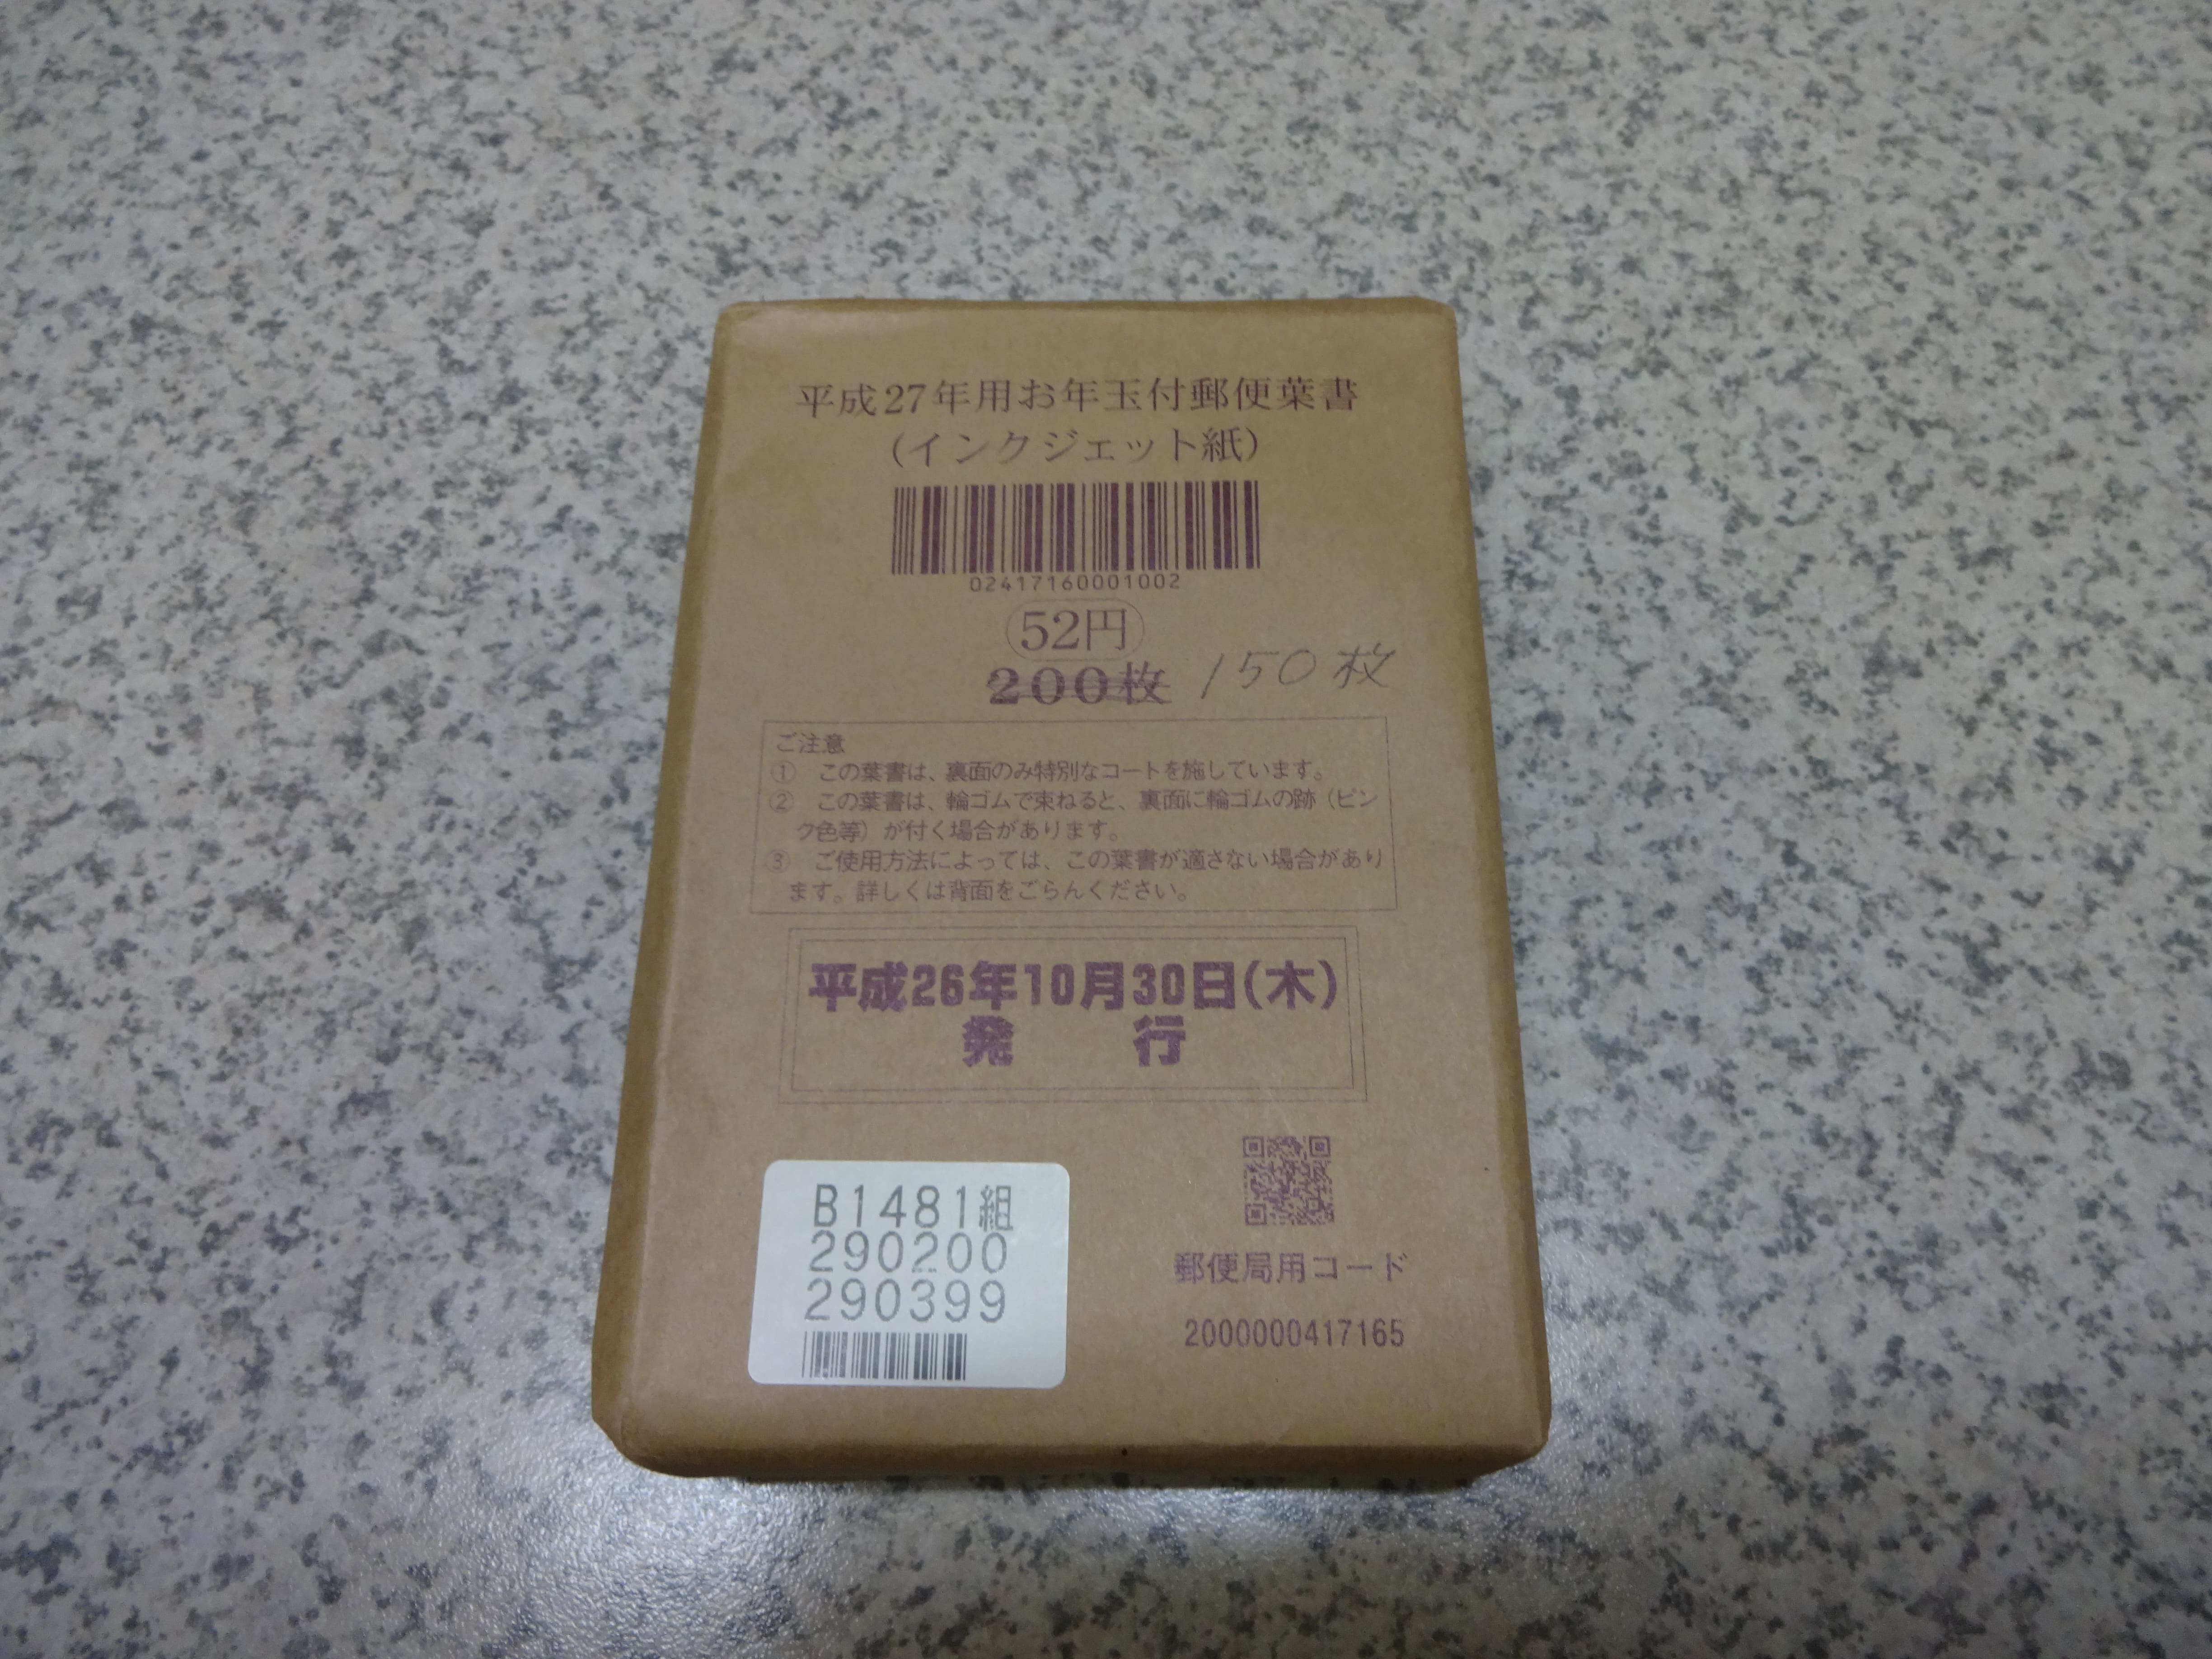 平成27年用お年玉付郵便葉書
(インクジェット紙)
02417160001002
52円
200枚 150枚
ご注意
① この葉書は、裏面のみ特別なコートを施しています。
② この葉書は、輪ゴムで束ねると、裏面に輪ゴムの跡(ピン
ク色等)が付く場合があります。
③ ご使用方法によっては、この葉書が適さない場合があり
ます。詳しくは背面をごらんください。
平成26年10月30日(木)
発 行
B1481組
290200
290399
郵便局用コード
2000000417165